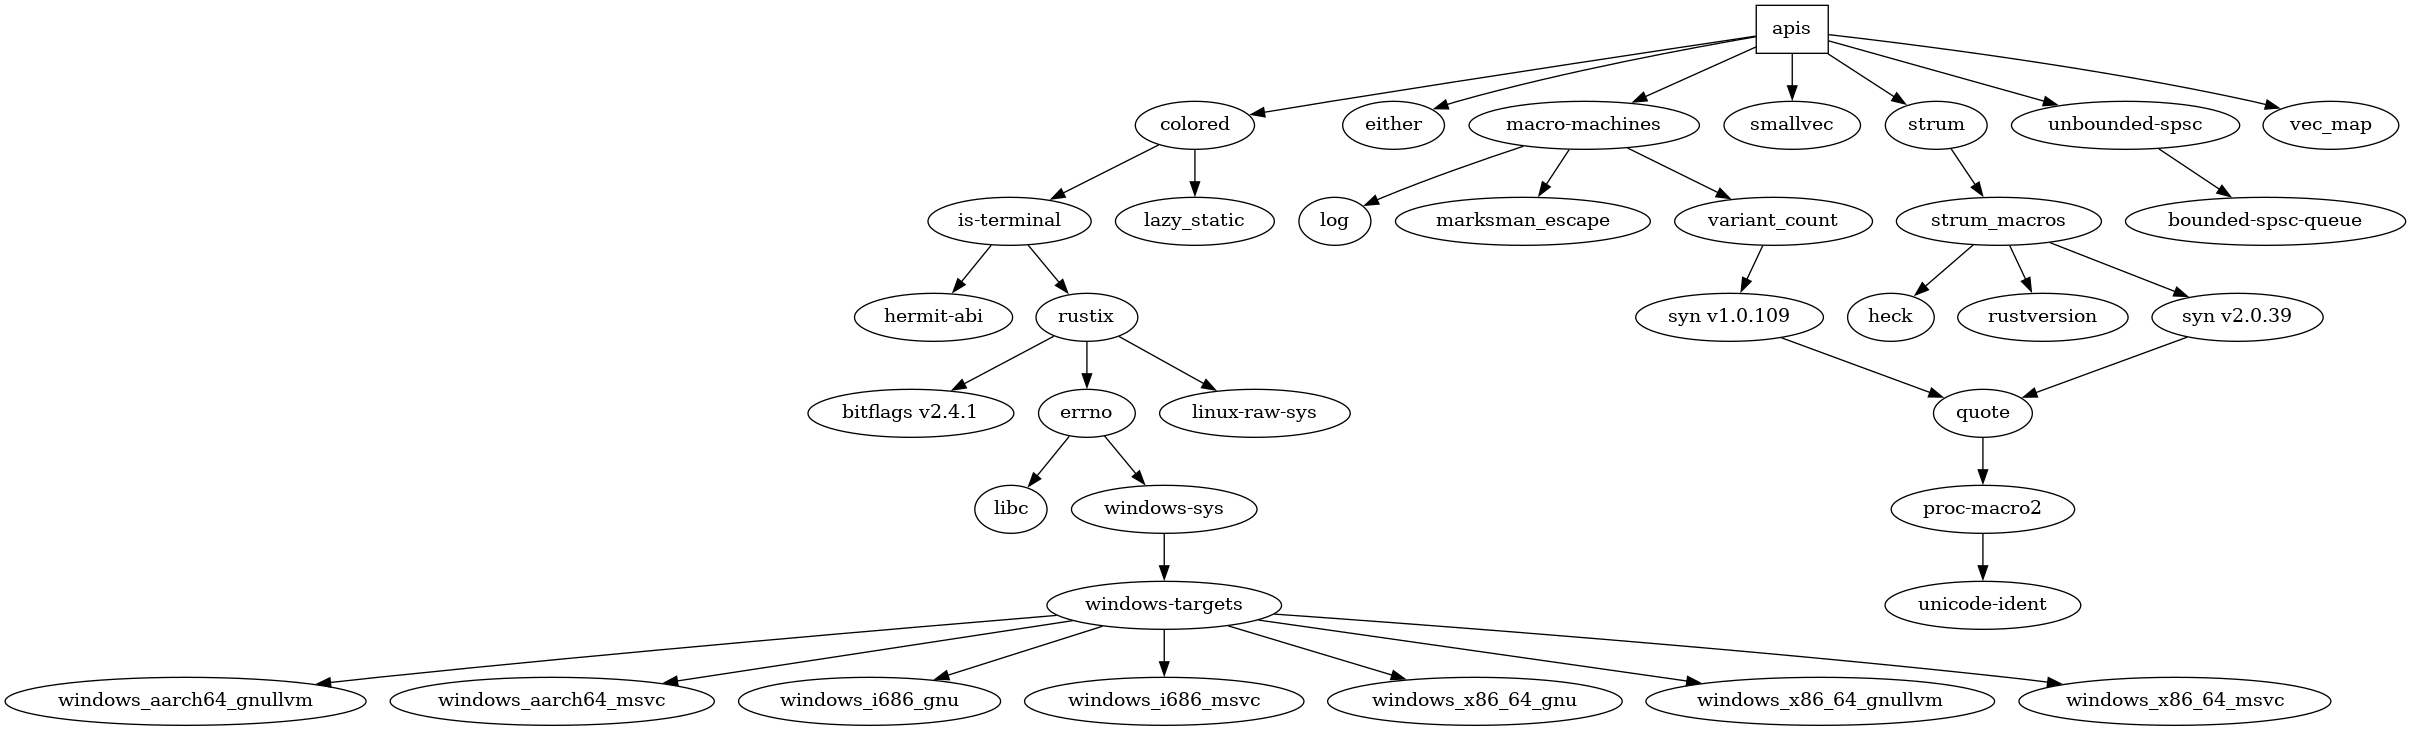 apis
colored
either
macro-machines
smallvec
strum
unbounded-spsc
vec_map
is-terminal
lazy_static
log
marksman_escape
variant_count
strum_macros
bounded-spsc-queue
hermit-abi
rustix
syn v1.0.109
heck
rustversion
syn v2.0.39
bitflags v2.4.1
errno
linux-raw-sys
quote
libc
windows-sys
proc-macro2
windows-targets
unicode-ident
windows_aarch64_gnullvm
windows_aarch64_msvc
windows_i686_gnu
windows_i686_msvc
windows_x86_64_gnu
windows_x86_64_gnullvm
windows_x86_64_msvc